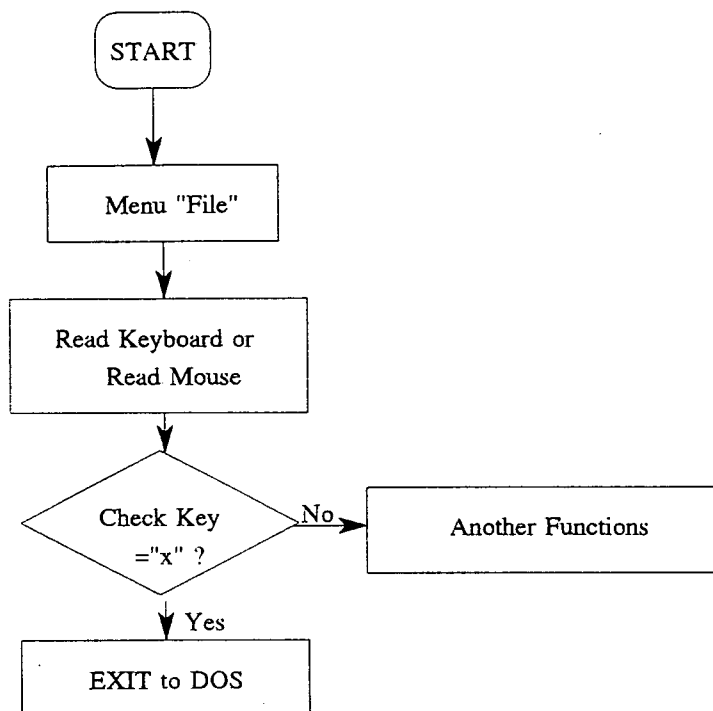 START
Menu "File"
Read Keyboard or
Read Mouse
Check Key
="x" ?
No
Another Functions
Yes
EXIT to DOS